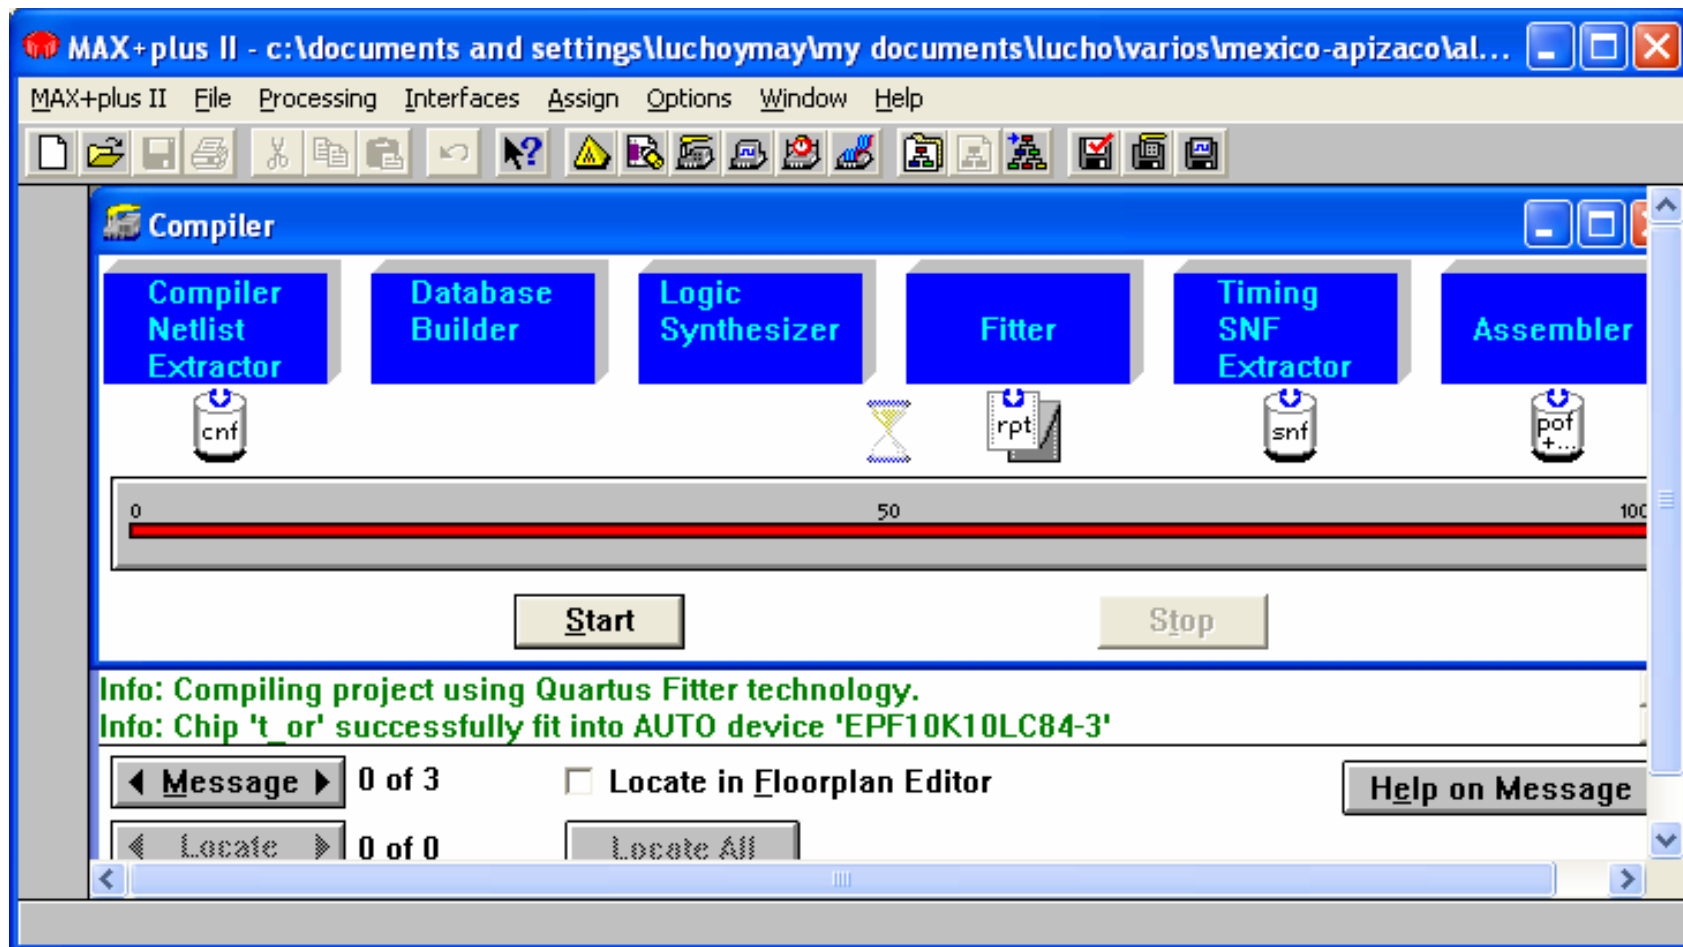 MAX+plus II - c:\documents and settings\luchoymay\my documents\lucho\varios\mexico-apizaco\al...
MAX+plus II File Processing Interfaces Assign Options Window Help
Compiler
Compiler
Netlist
Extractor
Database
Builder
Logic
Synthesizer
Fitter
Timing
SNF
Extractor
Assembler
cnf
rpt
snf
pof
+...
0 50 100
Start Stop
Info: Compiling project using Quartus Fitter technology.
Info: Chip 't_or' successfully fit into AUTO device 'EPF10K10LC84-3'
Message 0 of 3 Locate in Floorplan Editor Help on Message
Locate 0 of 0 Locate All